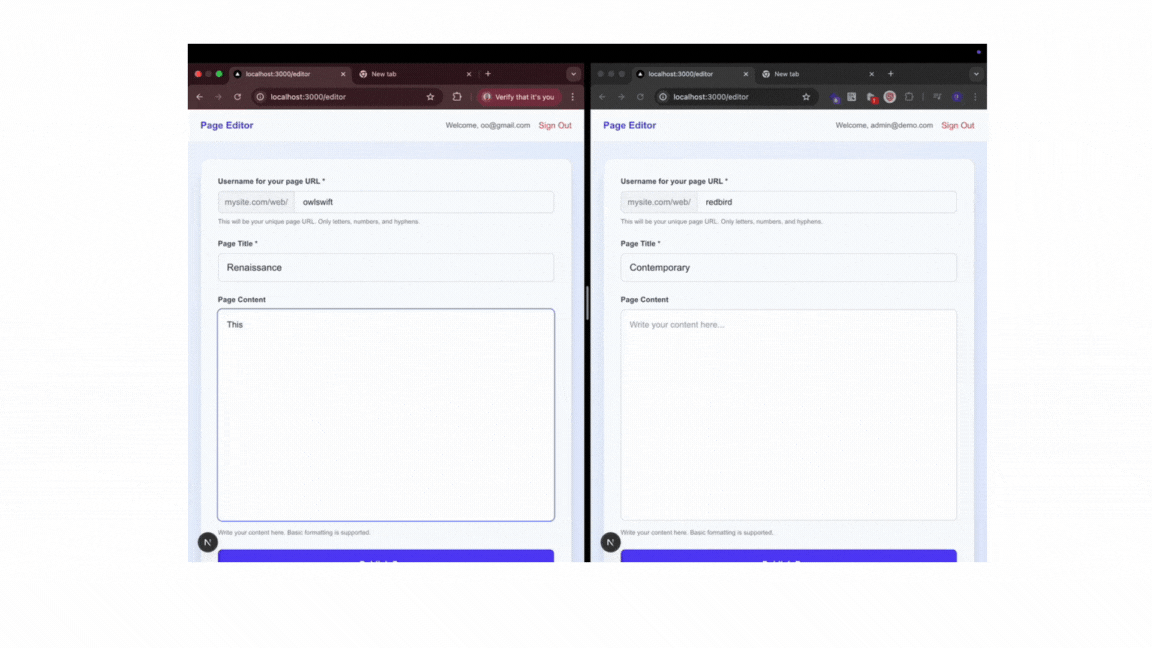 localhost:3000/editor
New tab
localhost:3000/editor
Verify that it's you
Page Editor
Welcome, oo@gmail.com
Sign Out
Username for your page URL *
mysite.com/web/
owlswift
This will be your unique page URL. Only letters, numbers, and hyphens.
Page Title *
Renaissance
Page Content
This
Write your content here. Basic formatting is supported.
N
localhost:3000/editor
New tab
localhost:3000/editor
Page Editor
Welcome, admin@demo.com
Sign Out
Username for your page URL *
mysite.com/web/
redbird
This will be your unique page URL. Only letters, numbers, and hyphens.
Page Title *
Contemporary
Page Content
Write your content here...
Write your content here. Basic formatting is supported.
N